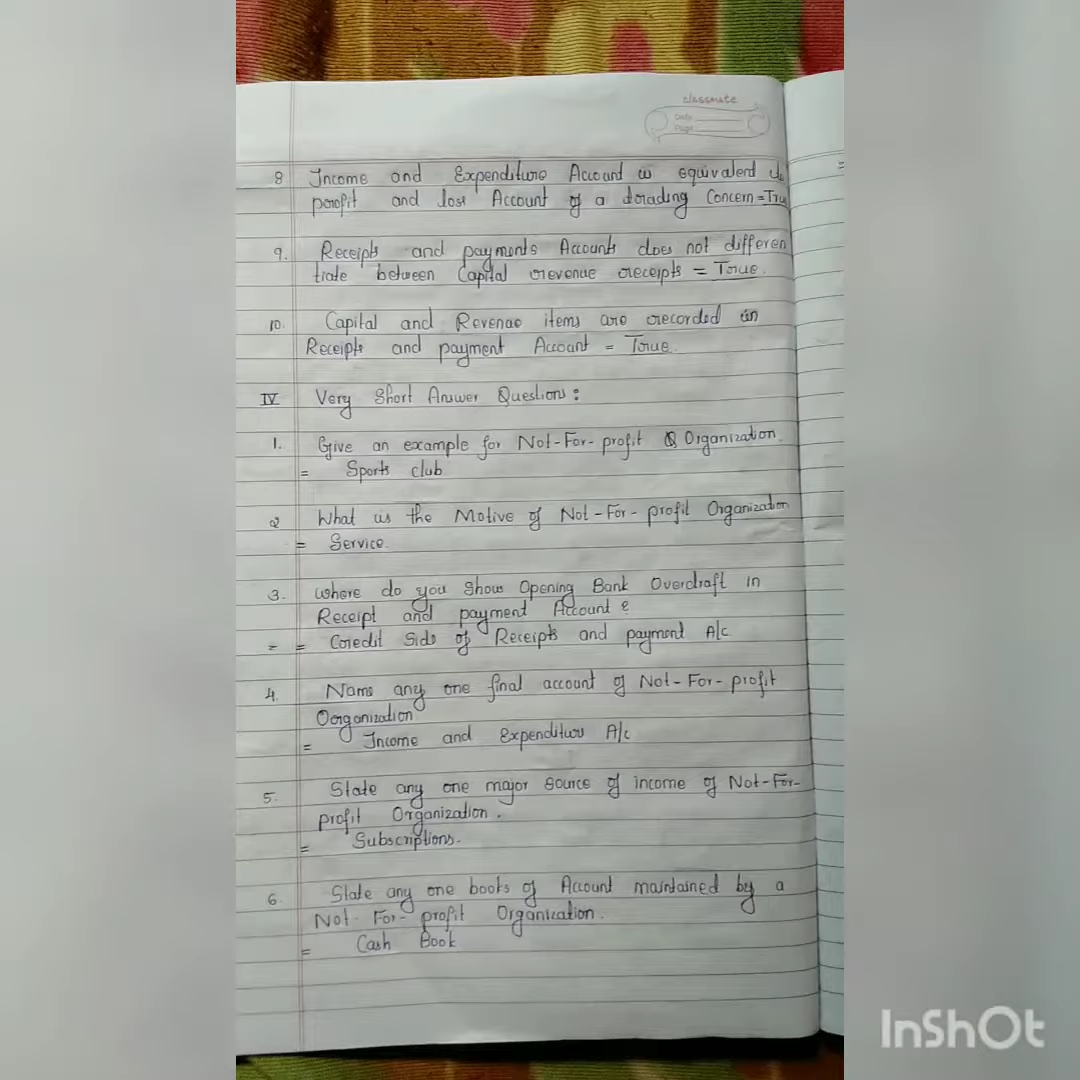 classmate
Date
Page
8 Income and Expenditure Account is equivalent to
profit and loss Account of a trading Concern = Tru
9. Receipts and payments Accounts does not differen
tiate between Capital revenue receipts = True.
10. Capital and Revenue items are recorded in
Receipts and payment Account = True.
IV Very Short Answer Questions :
1. Give an example for Not-For-profit Organization.
= Sports club
2 What is the Motive of Not-For-profit Organization
= Service.
3. Where do you show Opening Bank Overdraft in
Receipt and payment Account ?
= = Credit Side of Receipts and payment A/c
4. Name any one final account of Not-For-profit
Organization
= Income and Expenditure A/c
5. State any one major source of income of Not-For-
profit Organization.
= Subscriptions.
6. State any one books of Account maintained by a
Not-For-profit Organization.
= Cash Book
InShOt